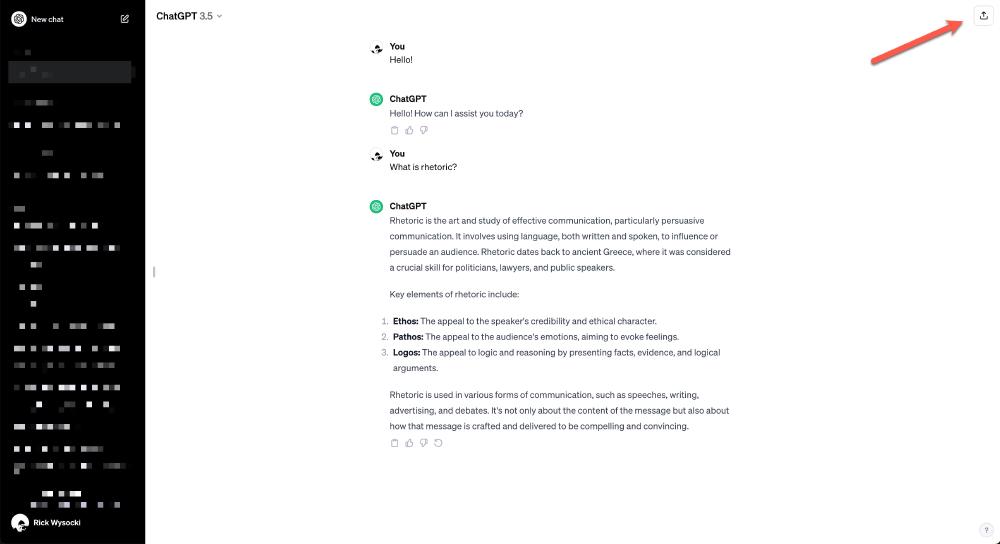 New chat
ChatGPT 3.5
You
Hello!
ChatGPT
Hello! How can I assist you today?
You
What is rhetoric?
ChatGPT
Rhetoric is the art and study of effective communication, particularly persuasive
communication. It involves using language, both written and spoken, to influence or
persuade an audience. Rhetoric dates back to ancient Greece, where it was considered
a crucial skill for politicians, lawyers, and public speakers.
Key elements of rhetoric include:
1. Ethos: The appeal to the speaker's credibility and ethical character.
2. Pathos: The appeal to the audience's emotions, aiming to evoke feelings.
3. Logos: The appeal to logic and reasoning by presenting facts, evidence, and logical
arguments.
Rhetoric is used in various forms of communication, such as speeches, writing,
advertising, and debates. It's not only about the content of the message but also about
how that message is crafted and delivered to be compelling and convincing.
Rick Wysocki
?